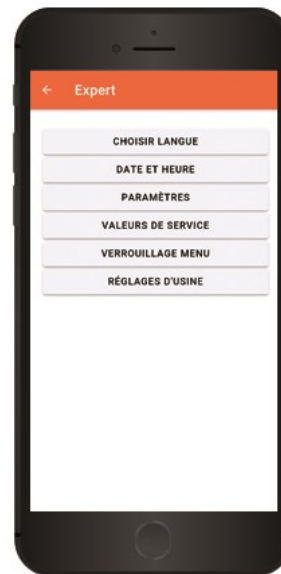 Expert
CHOISIR LANGUE
DATE ET HEURE
PARAMÈTRES
VALEURS DE SERVICE
VERROUILLAGE MENU
RÉGLAGES D'USINE